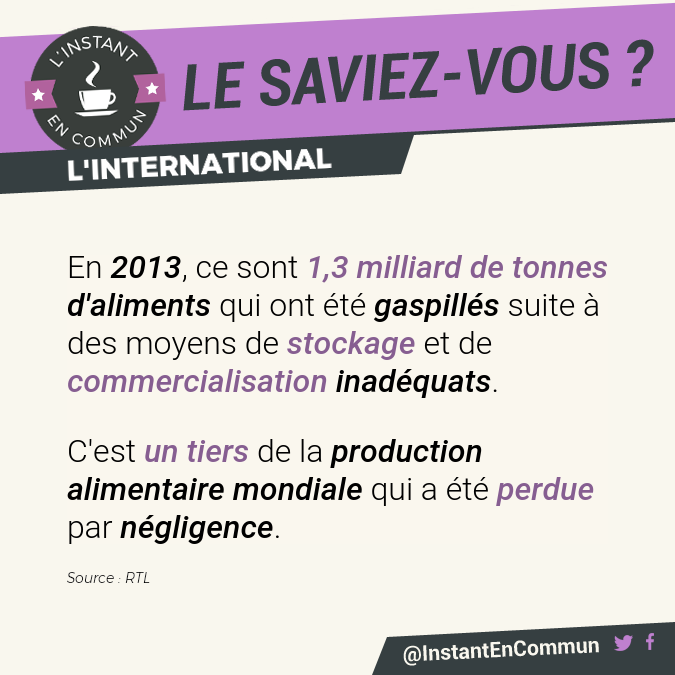 L'INSTANT
EN COMMUN
LE SAVIEZ-VOUS ?
L'INTERNATIONAL
En 2013, ce sont 1,3 milliard de tonnes
d'aliments qui ont été gaspillés suite à
des moyens de stockage et de
commercialisation inadéquats.
C'est un tiers de la production
alimentaire mondiale qui a été perdue
par négligence.
Source : RTL
@InstantEnCommun